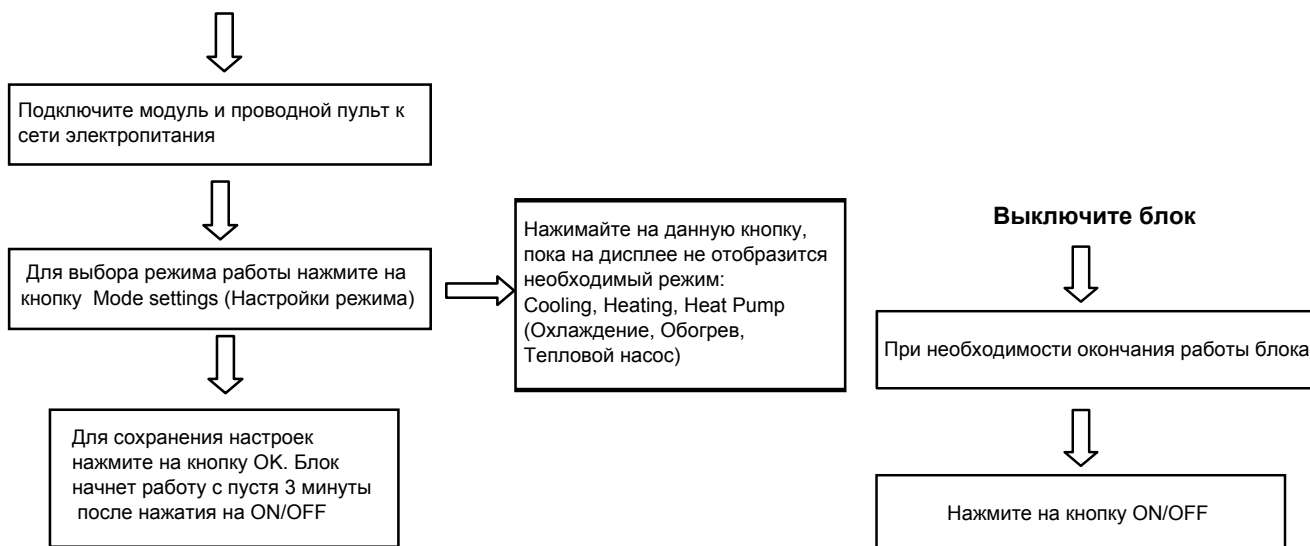 Подключите модуль и проводной пульт к
сети электропитания
Для выбора режима работы нажмите на
кнопку Mode settings (Настройки режима)
Нажимайте на данную кнопку,
пока на дисплее не отобразится
необходимый режим:
Cooling, Heating, Heat Pump
(Охлаждение, Обогрев,
Тепловой насос)
Для сохранения настроек
нажмите на кнопку OK. Блок
начнет работу с пустя 3 минуты
после нажатия на ON/OFF
Выключите блок
При необходимости окончания работы блока
Нажмите на кнопку ON/OFF